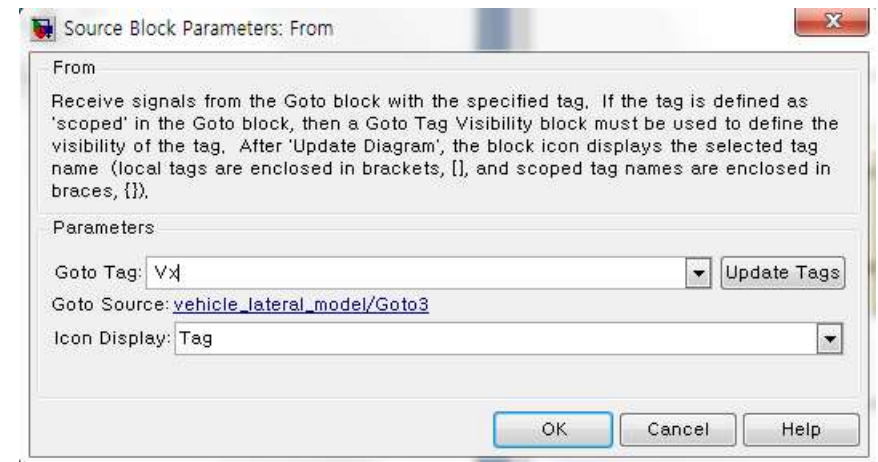 Source Block Parameters: From
From
Receive signals from the Goto block with the specified tag. If the tag is defined as
'scoped' in the Goto block, then a Goto Tag Visibility block must be used to define the
visibility of the tag. After 'Update Diagram', the block icon displays the selected tag
name (local tags are enclosed in brackets, [], and scoped tag names are enclosed in
braces, {}).
Parameters
Goto Tag: Vx Update Tags
Goto Source: vehicle_lateral_model/Goto3
Icon Display: Tag
OK Cancel Help